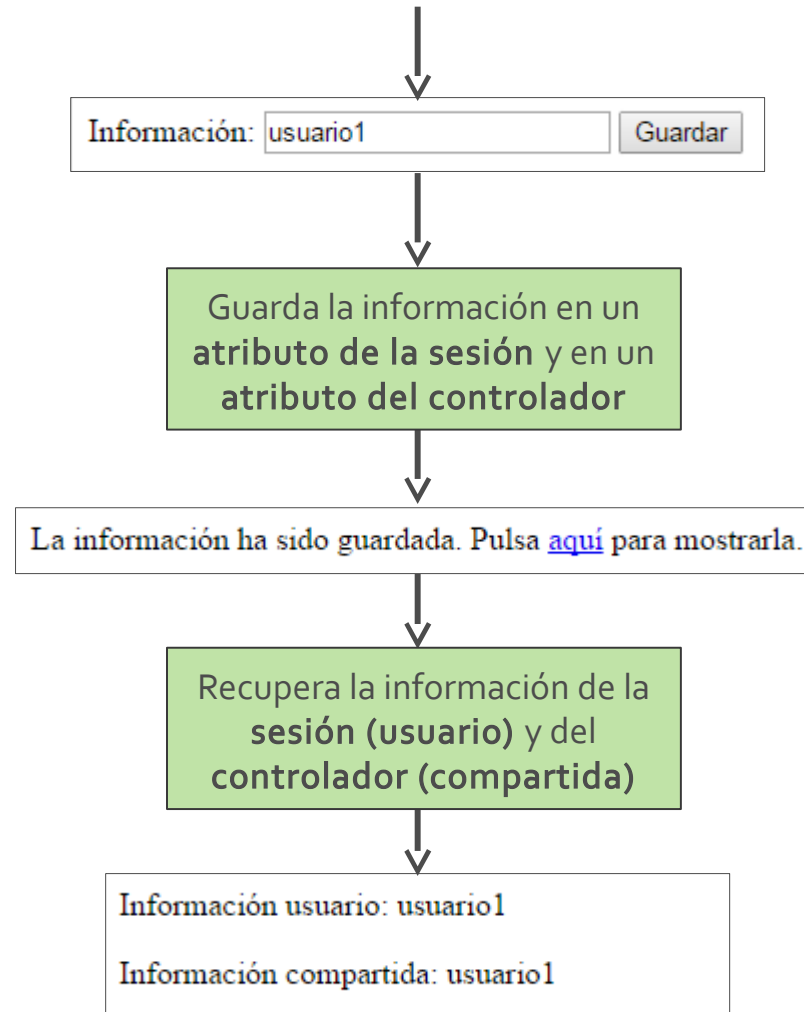 Información: usuario1 Guardar
Guarda la información en un
atributo de la sesión y en un
atributo del controlador
La información ha sido guardada. Pulsa aquí para mostrarla.
Recupera la información de la
sesión (usuario) y del
controlador (compartida)
Información usuario: usuario1
Información compartida: usuario1